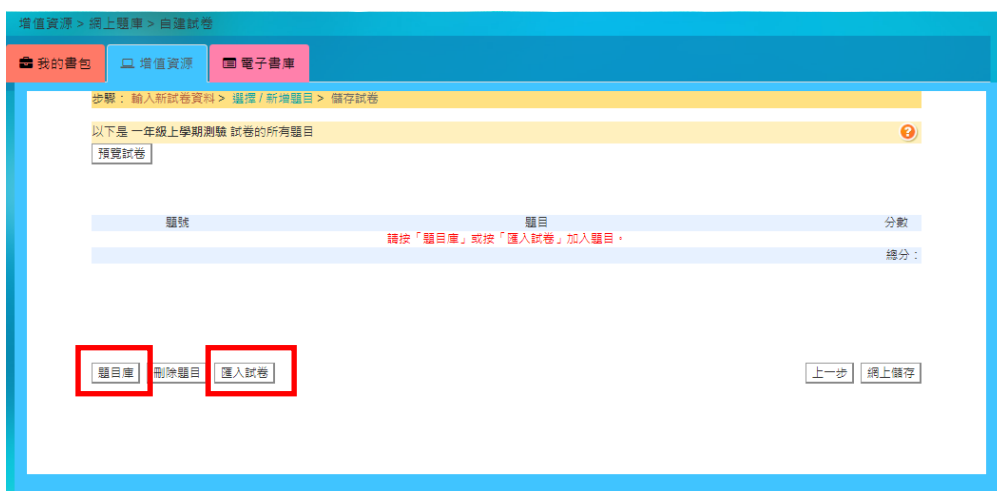 增值資源 > 網上題庫 > 自建試卷
我的書包 增值資源 電子書庫
步驟： 輸入新試卷資料 > 選擇 / 新增題目 > 儲存試卷
以下是 一年級上學期測驗 試卷的所有題目 ?
預覽試卷
題號 題目 分數
請按「題目庫」或按「匯入試卷」加入題目。
總分：
題目庫 刪除題目 匯入試卷 上一步 網上儲存